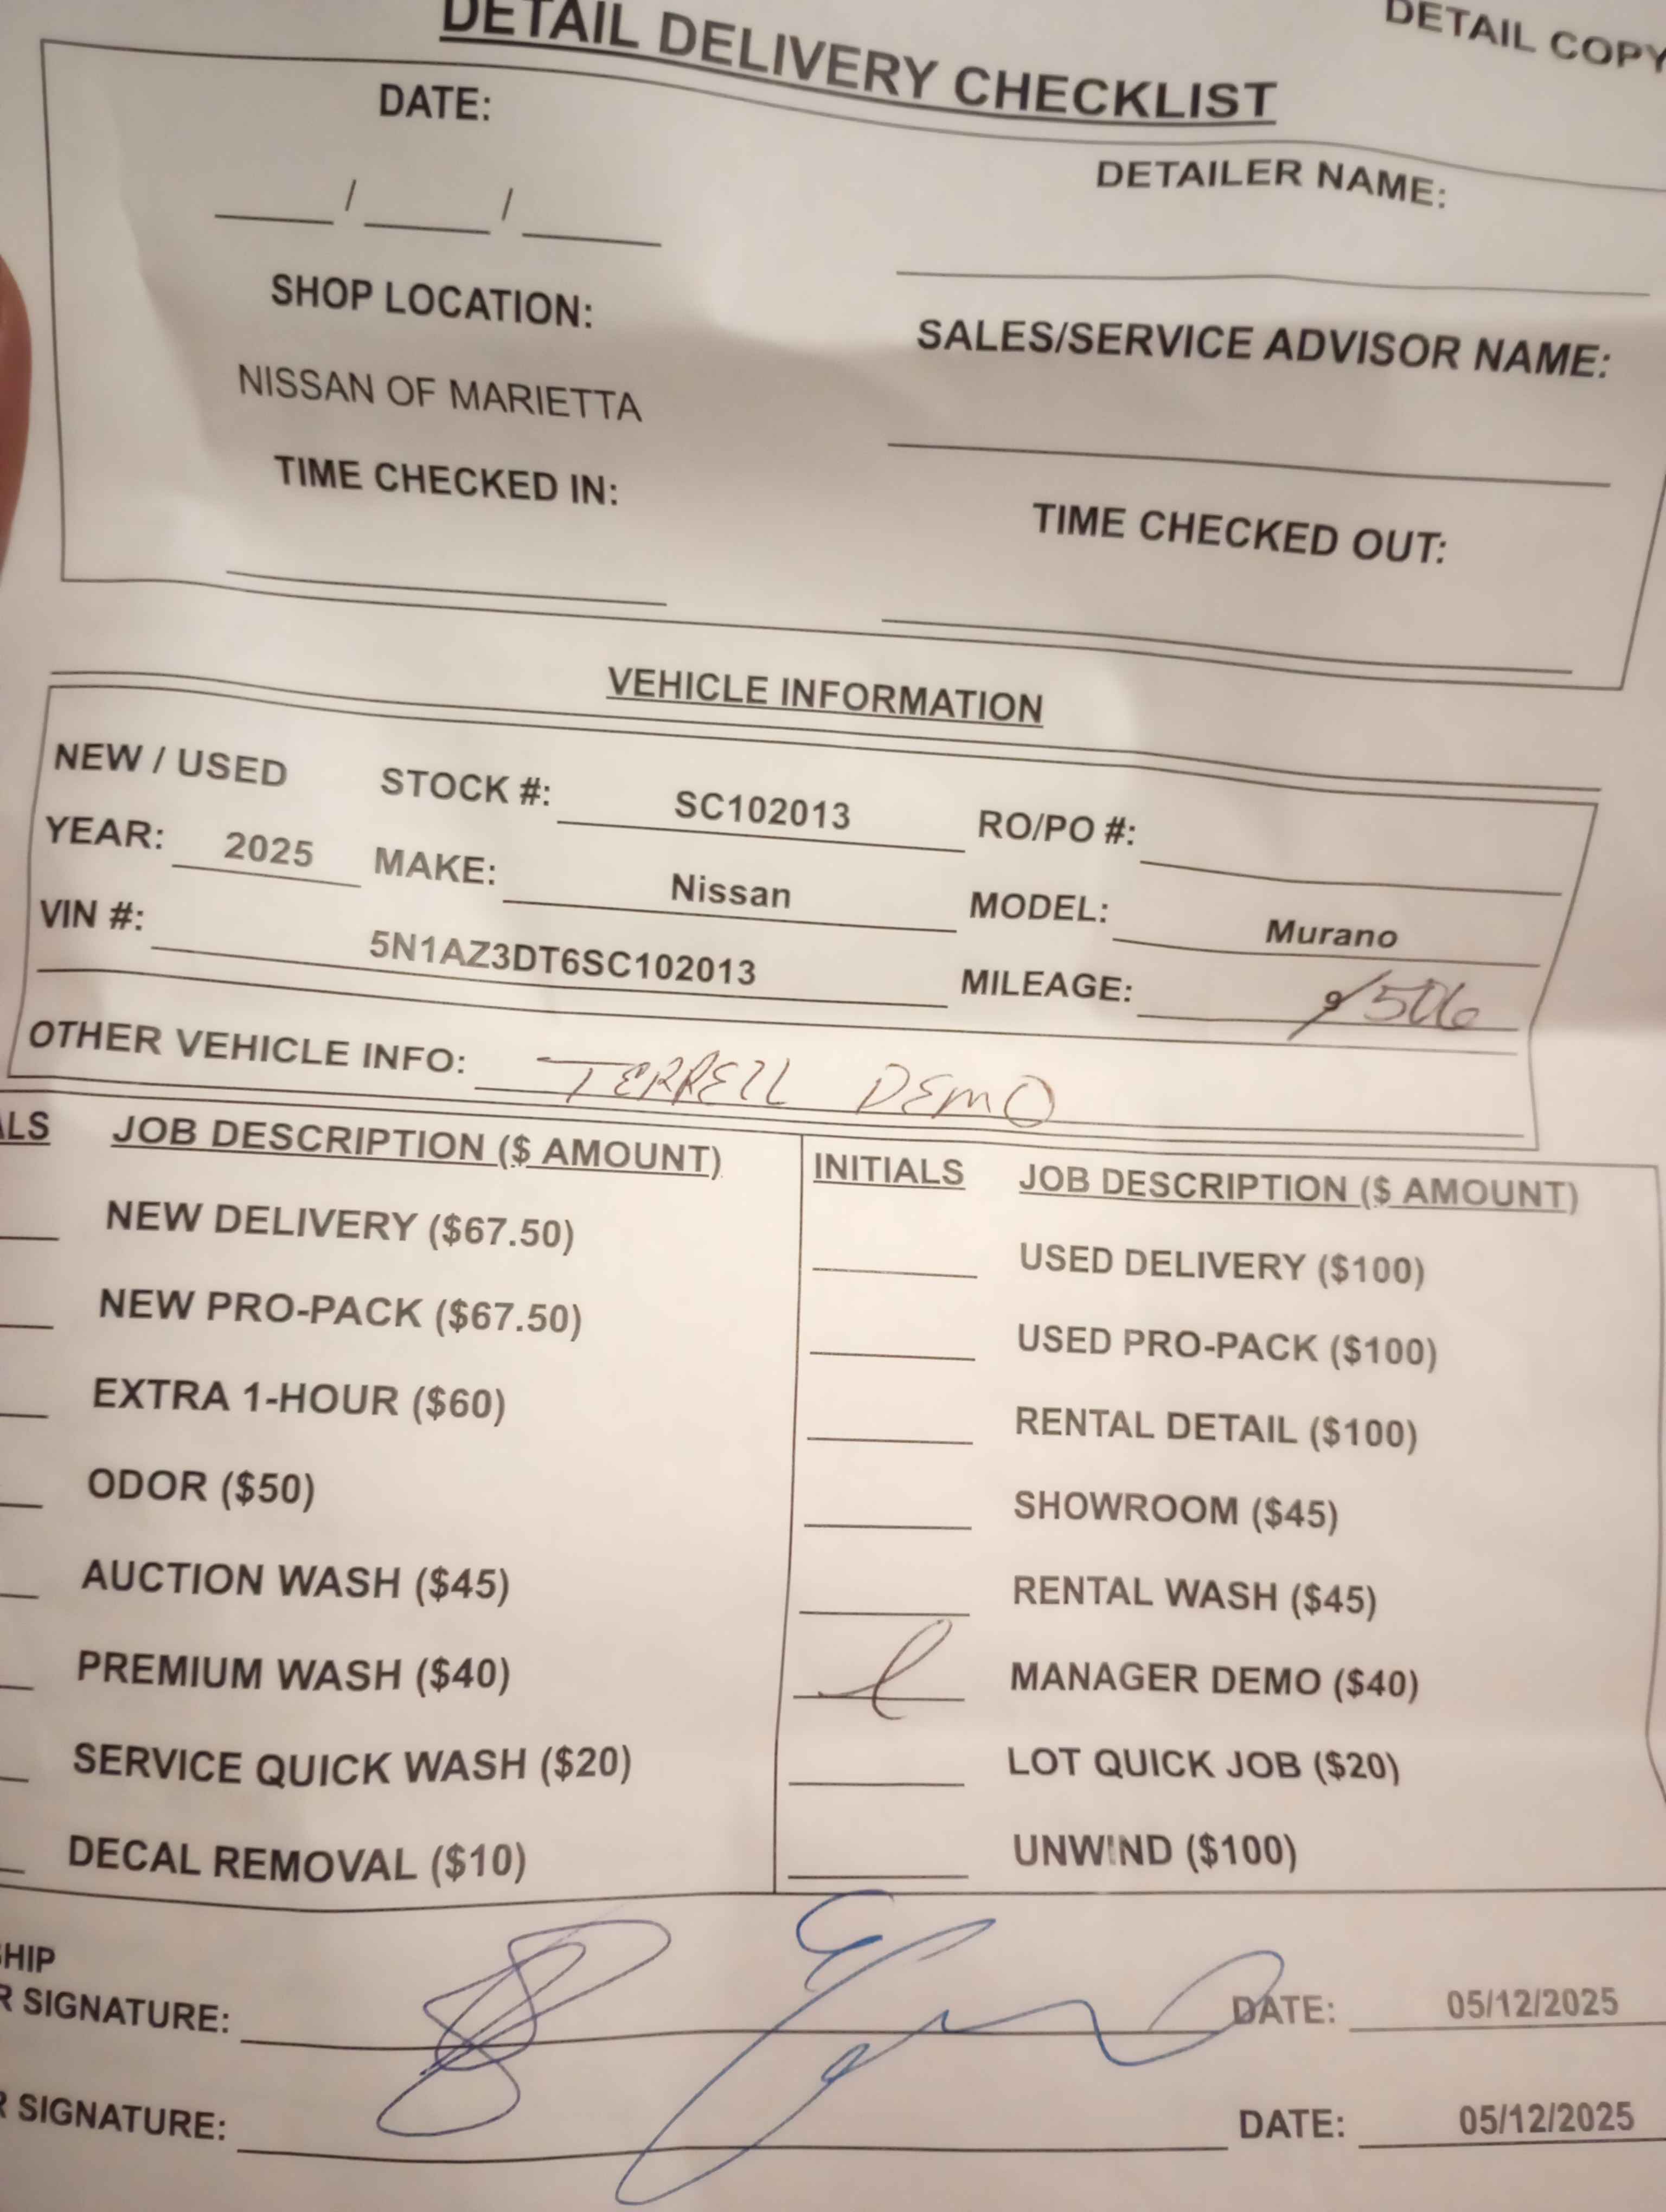 DETAIL DELIVERY CHECKLIST
DETAIL COPY
DATE:
/ /
DETAILER NAME:
SHOP LOCATION:
NISSAN OF MARIETTA
SALES/SERVICE ADVISOR NAME:
TIME CHECKED IN:
TIME CHECKED OUT:
VEHICLE INFORMATION
NEW / USED STOCK #: SC102013 RO/PO #:
YEAR: 2025 MAKE: Nissan MODEL: Murano
VIN #: 5N1AZ3DT6SC102013 MILEAGE: 9 506
OTHER VEHICLE INFO: TERRELL DEMO
ALS JOB DESCRIPTION ($ AMOUNT)
NEW DELIVERY ($67.50)
NEW PRO-PACK ($67.50)
EXTRA 1-HOUR ($60)
ODOR ($50)
AUCTION WASH ($45)
PREMIUM WASH ($40)
SERVICE QUICK WASH ($20)
DECAL REMOVAL ($10)
INITIALS JOB DESCRIPTION ($ AMOUNT)
USED DELIVERY ($100)
USED PRO-PACK ($100)
RENTAL DETAIL ($100)
SHOWROOM ($45)
RENTAL WASH ($45)
MANAGER DEMO ($40)
LOT QUICK JOB ($20)
UNWIND ($100)
SHIP
R SIGNATURE: DATE: 05/12/2025
R SIGNATURE: DATE: 05/12/2025